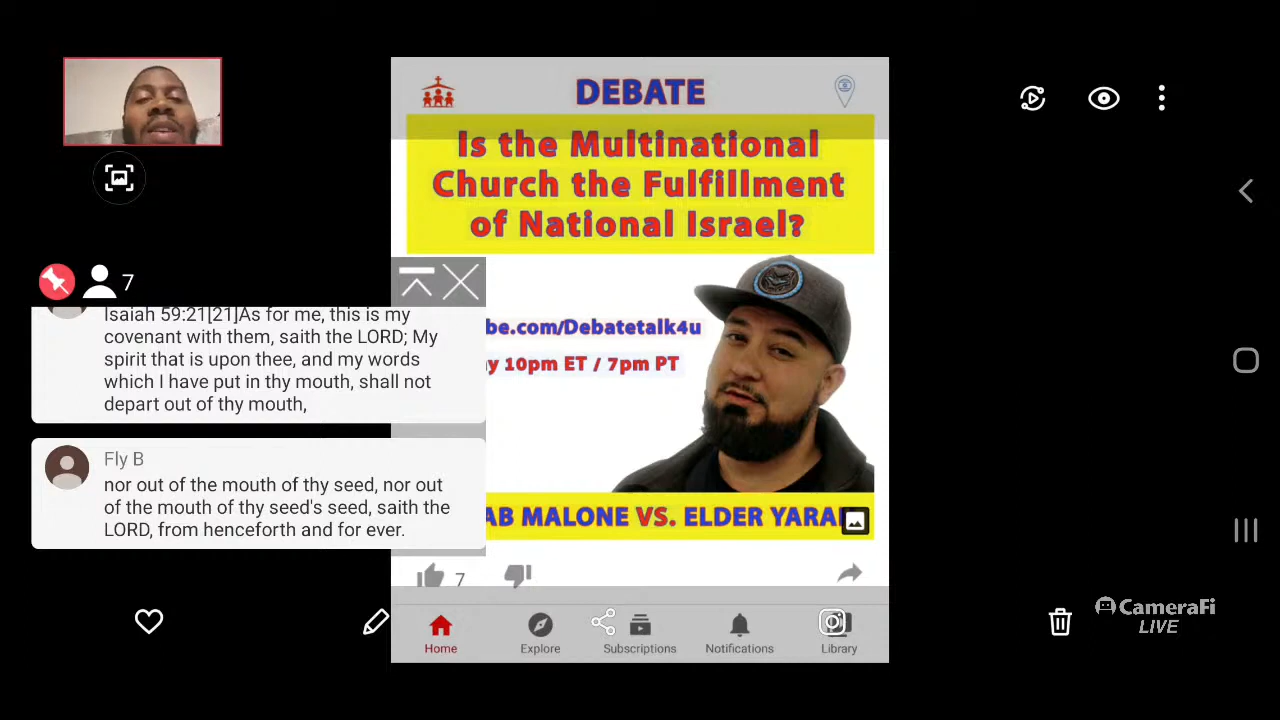 DEBATE
Is the Multinational
Church the Fulfillment
of National Israel?
7
Isaiah 59:21[21]As for me, this is my
covenant with them, saith the LORD; My
spirit that is upon thee, and my words
which I have put in thy mouth, shall not
depart out of thy mouth,
be.com/Debatetalk4u
y 10pm ET / 7pm PT
Fly B
nor out of the mouth of thy seed, nor out
of the mouth of thy seed's seed, saith the
LORD, from henceforth and for ever.
AB MALONE VS. ELDER YARA
7
Home
Explore
Subscriptions
Notifications
Library
CameraFi
LIVE